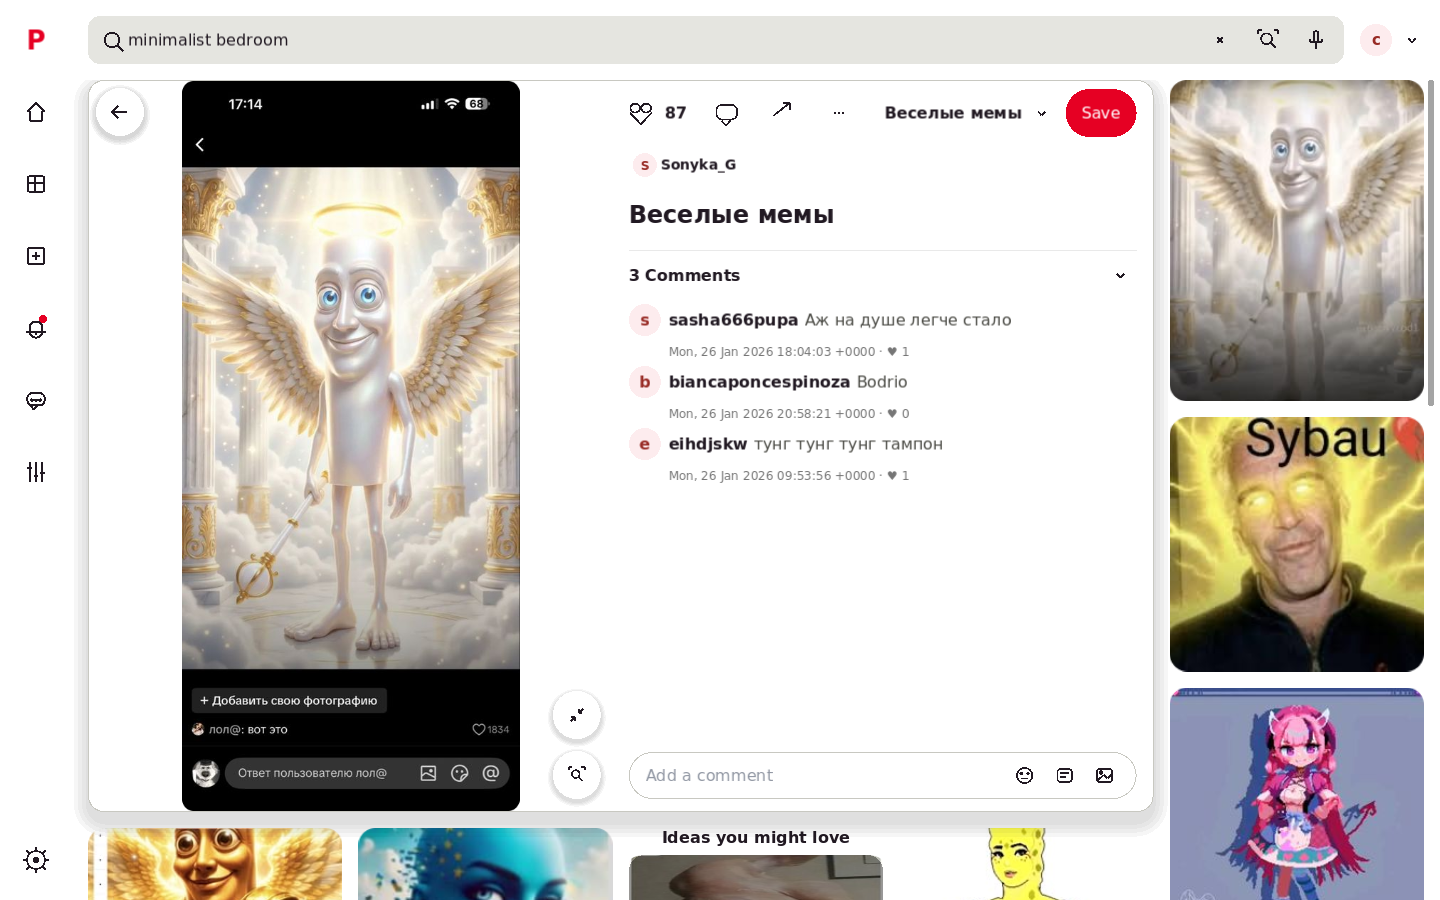 P
minimalist bedroom
c
17:14
68
87
Веселые мемы
Save
s Sonyka_G
Веселые мемы
3 Comments
s sasha666pupa Аж на душе легче стало
Mon, 26 Jan 2026 18:04:03 +0000 · ♥ 1
b biancaponcespinoza Bodrio
Mon, 26 Jan 2026 20:58:21 +0000 · ♥ 0
e eihdjskw тунг тунг тунг тампон
Mon, 26 Jan 2026 09:53:56 +0000 · ♥ 1
+ Добавить свою фотографию
лол@: вот это
1834
Ответ пользователю лол@
Add a comment
Sybau
Ideas you might love